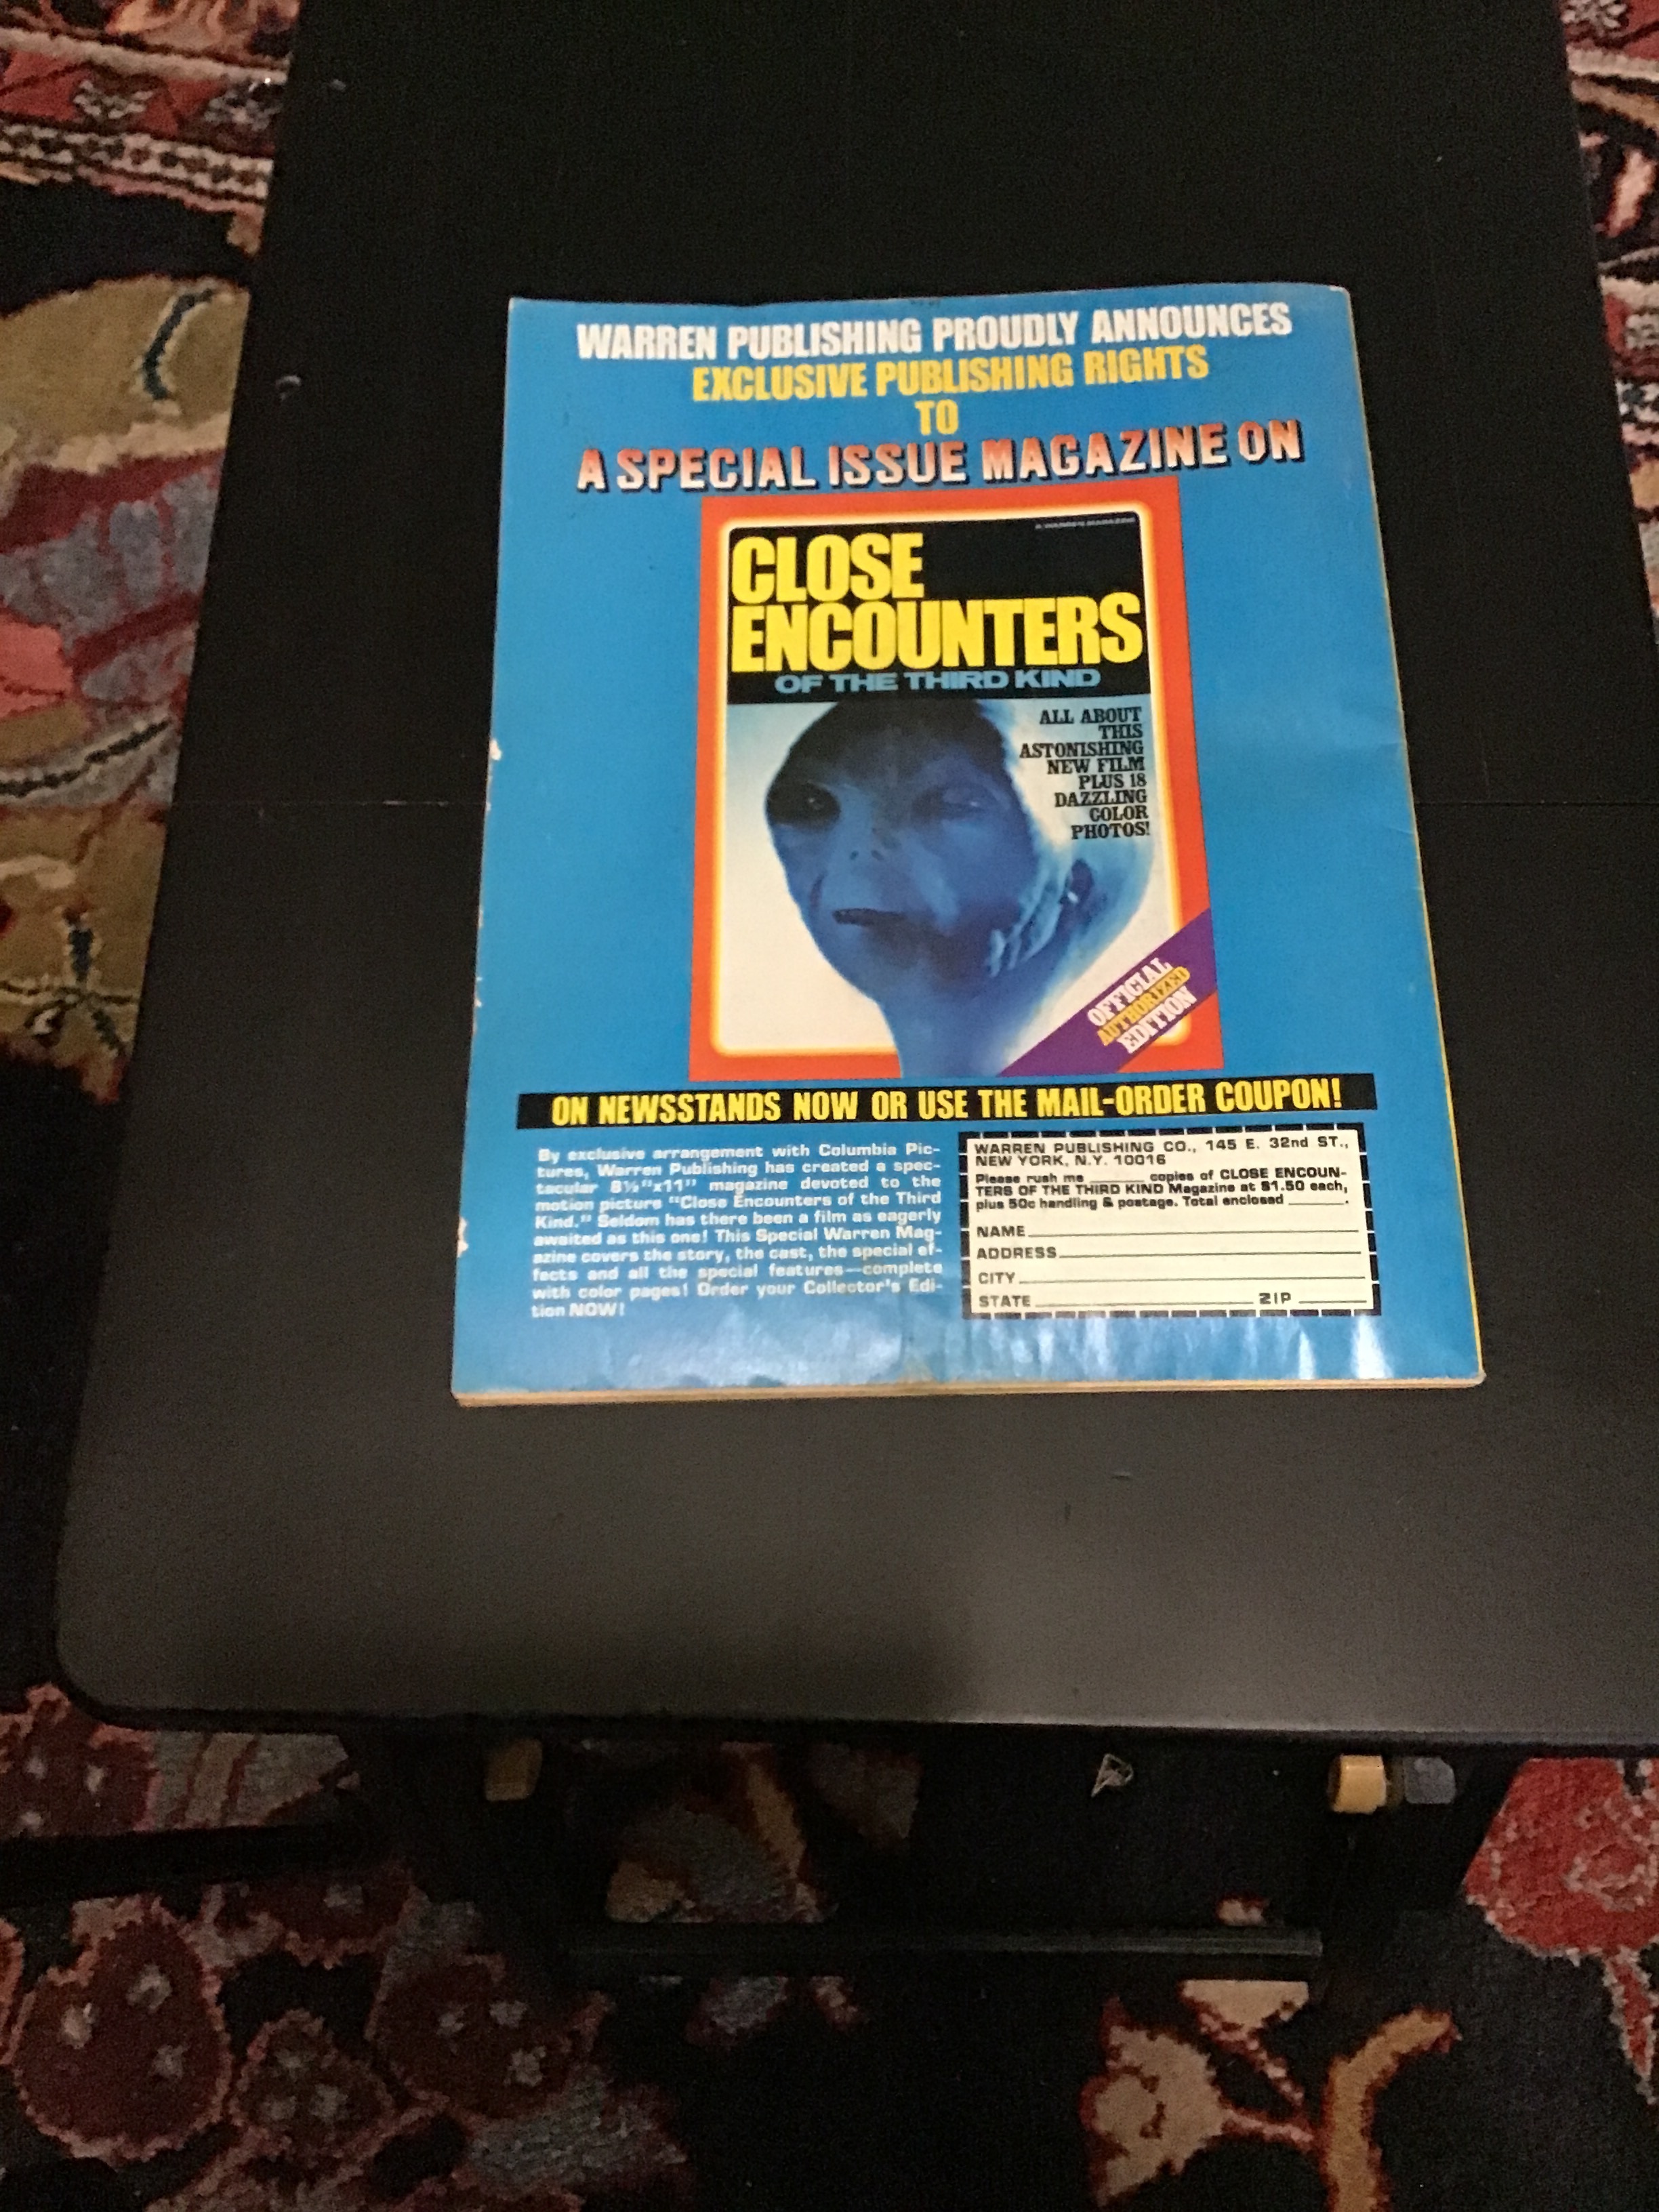 WARREN PUBLISHING PROUDLY ANNOUNCES
EXCLUSIVE PUBLISHING RIGHTS
TO
A SPECIAL ISSUE MAGAZINE ON
A WARREN MAGAZINE
CLOSE
ENCOUNTERS
OF THE THIRD KIND
ALL ABOUT
THIS
ASTONISHING
NEW FILM
PLUS 18
DAZZLING
COLOR
PHOTOS!
OFFICIAL
AUTHORIZED
EDITION
ON NEWSSTANDS NOW OR USE THE MAIL-ORDER COUPON!
By exclusive arrangement with Columbia Pic-
tures, Warren Publishing has created a spec-
tacular 8½"x11" magazine devoted to the
motion picture "Close Encounters of the Third
Kind." Seldom has there been a film as eagerly
awaited as this one! This Special Warren Mag-
azine covers the story, the cast, the special ef-
fects and all the special features—complete
with color pages! Order your Collector's Edi-
tion NOW!
WARREN PUBLISHING CO., 145 E. 32nd ST.,
NEW YORK, N.Y. 10016
Please rush me ______ copies of CLOSE ENCOUN-
TERS OF THE THIRD KIND Magazine at $1.50 each,
plus 50c handling & postage. Total enclosed ______.
NAME
ADDRESS
CITY
STATE ZIP